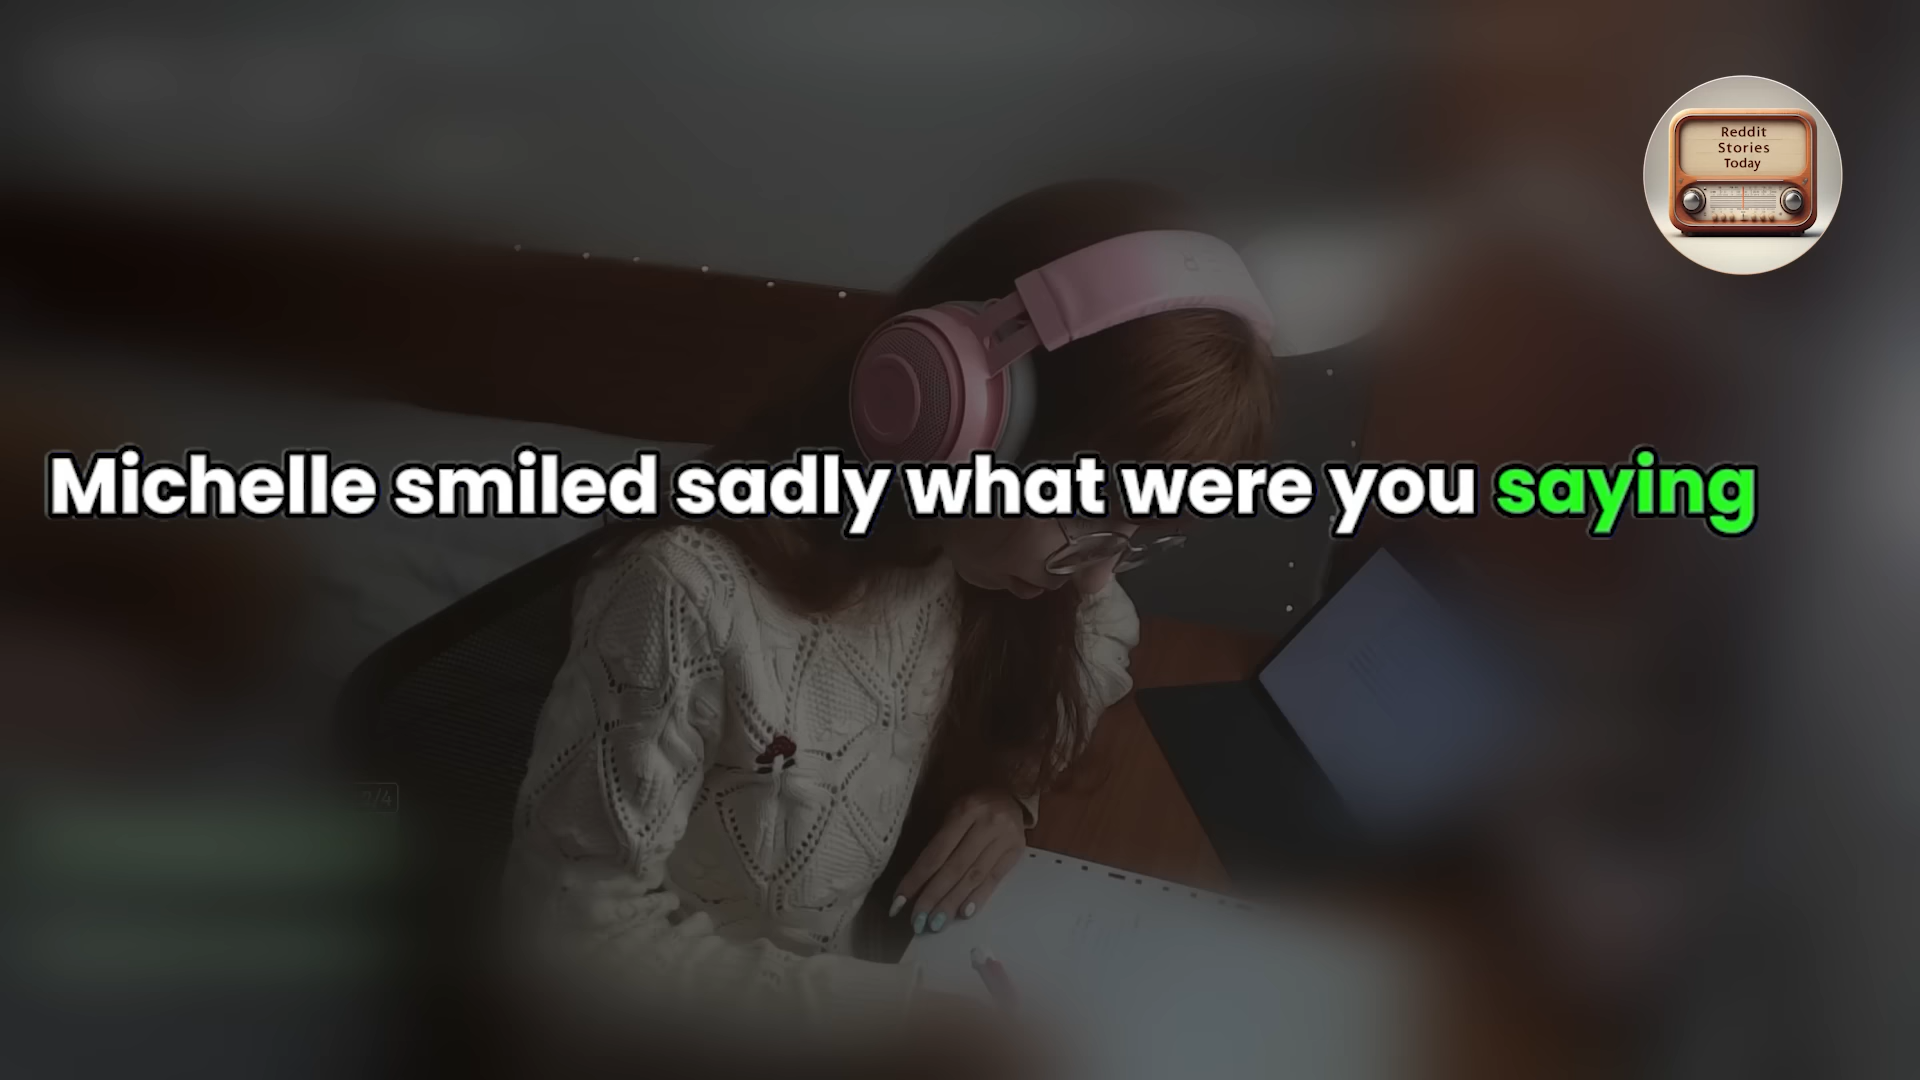 Reddit
Stories
Today
Michelle smiled sadly what were you saying